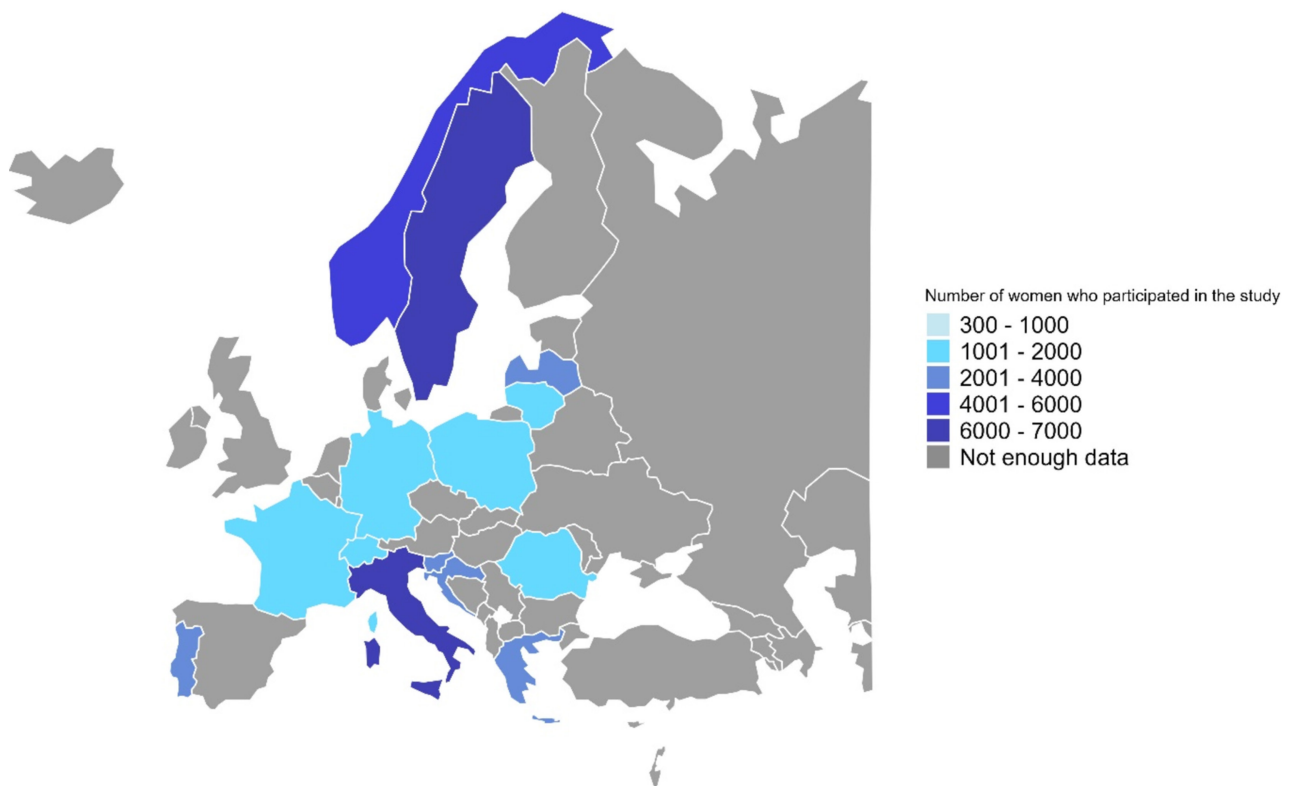 Number of women who participated in the study
300 - 1000
1001 - 2000
2001 - 4000
4001 - 6000
6000 - 7000
Not enough data